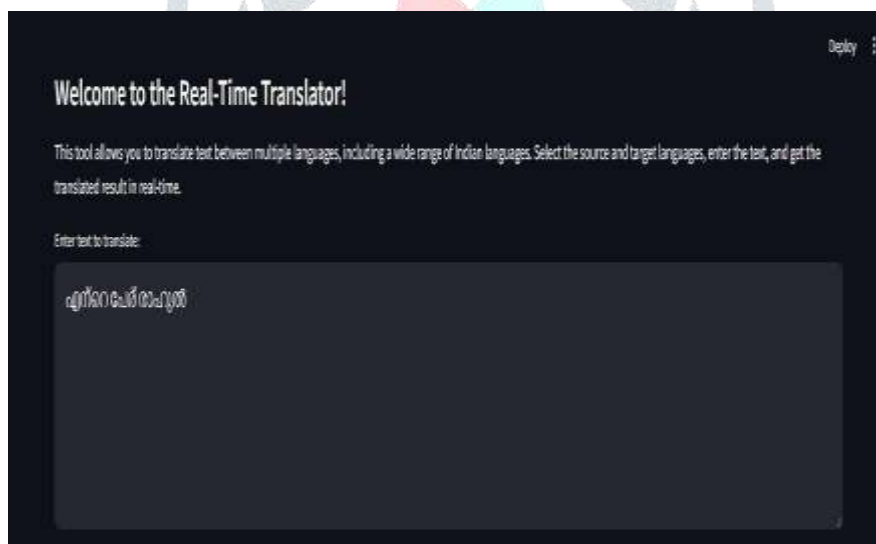 Deploy
Welcome to the Real-Time Translator!
This tool allows you to translate text between multiple languages, including a wide range of Indian languages. Select the source and target languages, enter the text, and get the
translated result in real-time.
Enter text to translate:
എന്റെ പേര് രാഹുൽ